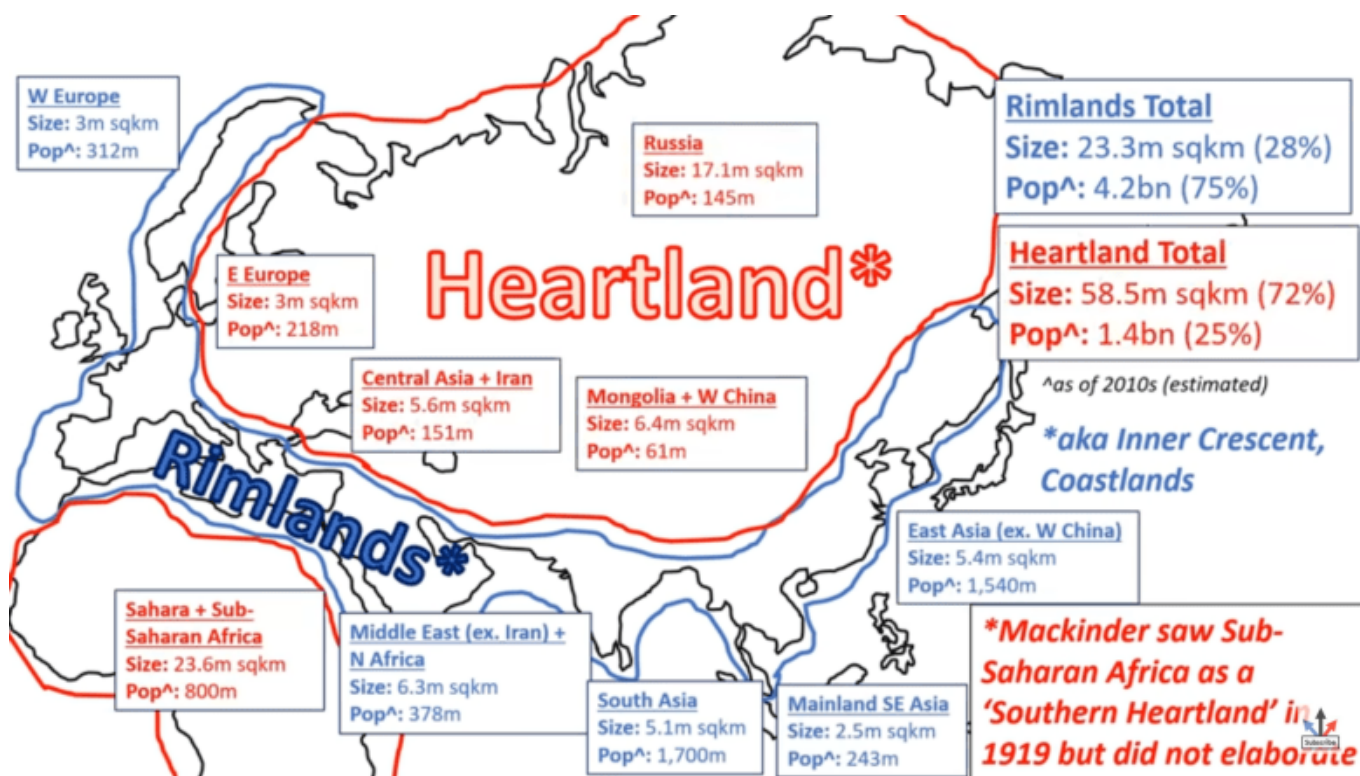 W Europe
Size: 3m sqkm
Pop^: 312m
Russia
Size: 17.1m sqkm
Pop^: 145m
Rimlands Total
Size: 23.3m sqkm (28%)
Pop^: 4.2bn (75%)
Heartland*
Heartland Total
Size: 58.5m sqkm (72%)
Pop^: 1.4bn (25%)
E Europe
Size: 3m sqkm
Pop^: 218m
Central Asia + Iran
Size: 5.6m sqkm
Pop^: 151m
Mongolia + W China
Size: 6.4m sqkm
Pop^: 61m
^as of 2010s (estimated)
*aka Inner Crescent,
Coastlands
Rimlands*
East Asia (ex. W China)
Size: 5.4m sqkm
Pop^: 1,540m
Sahara + Sub-
Saharan Africa
Size: 23.6m sqkm
Pop^: 800m
Middle East (ex. Iran) +
N Africa
Size: 6.3m sqkm
Pop^: 378m
South Asia
Size: 5.1m sqkm
Pop^: 1,700m
Mainland SE Asia
Size: 2.5m sqkm
Pop^: 243m
*Mackinder saw Sub-
Saharan Africa as a
‘Southern Heartland’ in
1919 but did not elaborate
Subscribe